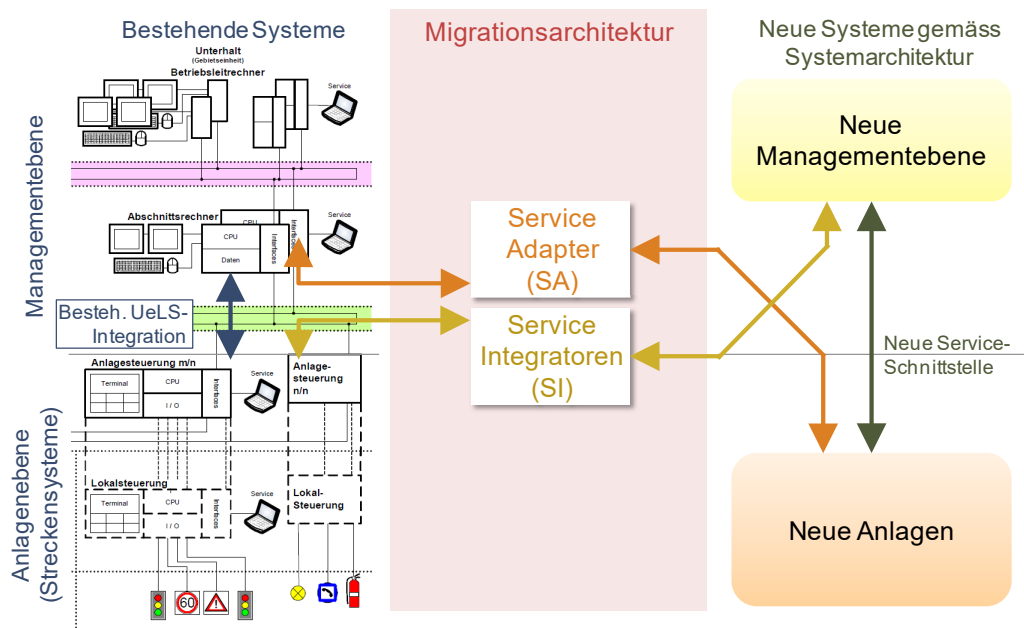 Bestehende Systeme
Unterhalt
(Gebietseinheit)
Betriebsleitrechner
Service
Managementebene
Abschnittsrechner
CPU
Service
CPU
Daten
Interfaces
Interfaces
Besteh. UeLS-
Integration
Anlagesteuerung m/n
Terminal
CPU
I / O
Interfaces
Service
Anlage-
steuerung
n/n
Anlagenebene
(Streckensysteme)
Lokalsteuerung
Terminal
CPU
I / O
Interfaces
Service
Lokal-
Steuerung
60
Migrationsarchitektur
Service
Adapter
(SA)
Service
Integratoren
(SI)
Neue Systeme gemäss
Systemarchitektur
Neue
Managementebene
Neue Service-
Schnittstelle
Neue Anlagen